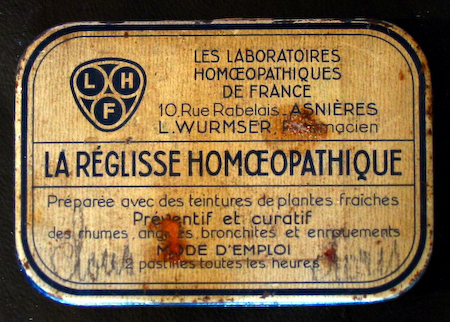 L H
F
LES LABORATOIRES
HOMŒOPATHIQUES
DE FRANCE
10, Rue Rabelais, ASNIÈRES
L. WURMSER,
LA RÉGLISSE HOMŒOPATHIQUE
Préparée avec des teintures de plantes fraîches
Préventif et curatif
des rhumes, angines, bronchites et enrouements
MODE D'EMPLOI
2 pastilles toutes les heures